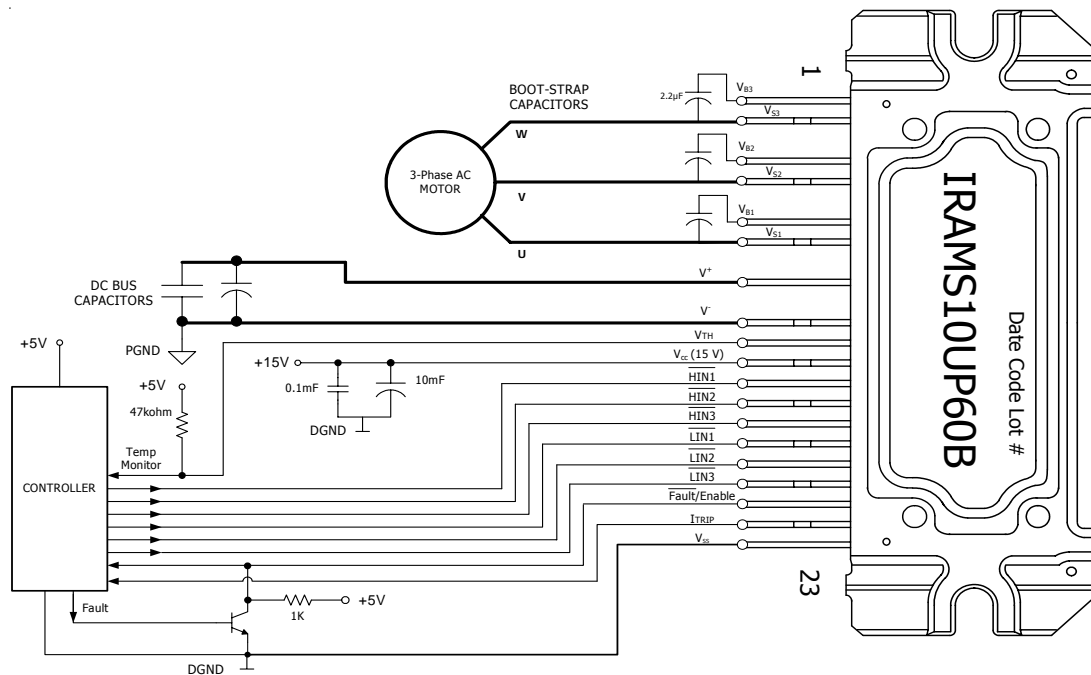 1
BOOT-STRAP
CAPACITORS
2.2µF
VB3
VS3
W
3-Phase AC
MOTOR
VB2
VS2
V
VB1
VS1
U
IRAMS10UP60B
Date Code Lot #
V+
DC BUS
CAPACITORS
V-
PGND
VTH
+5V
+15V
Vcc (15 V)
0.1mF
10mF
DGND
+5V
47kohm
HIN1
HIN2
HIN3
LIN1
LIN2
LIN3
Temp
Monitor
CONTROLLER
Fault/Enable
ITRIP
Vss
23
Fault
1K
+5V
DGND